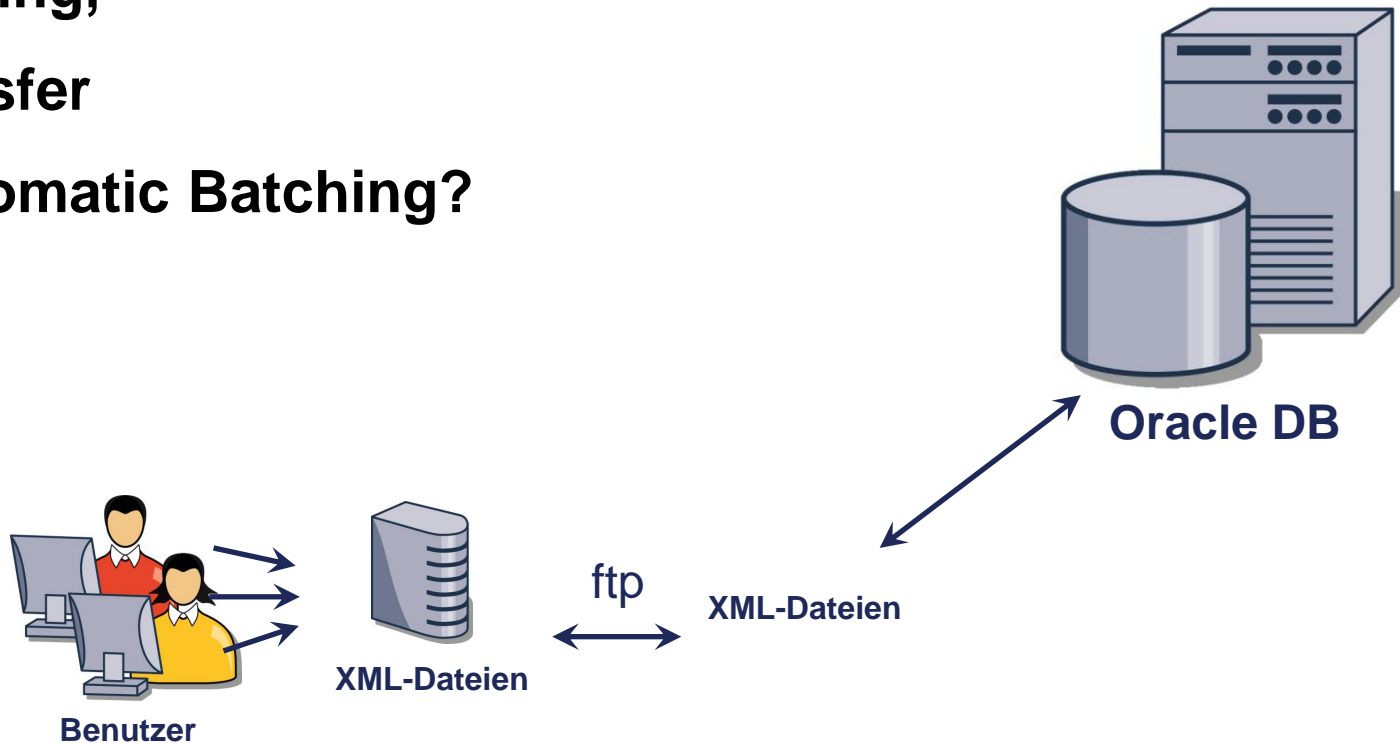 sfer
omatic Batching?
Oracle DB
ftp
XML-Dateien
XML-Dateien
Benutzer